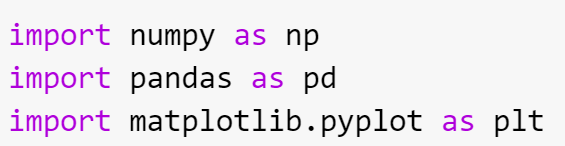 import numpy as np
import pandas as pd
import matplotlib.pyplot as plt